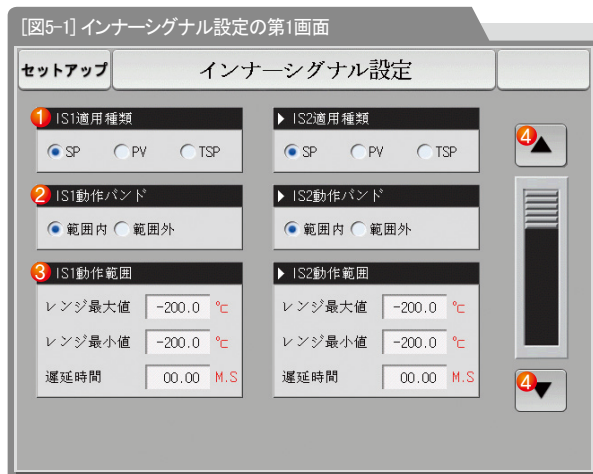 [図5-1] インナーシグナル設定の第1画面
セットアップ
インナーシグナル設定
1 IS1適用種類
SP PV TSP
▶ IS2適用種類
SP PV TSP
4 ▲
2 IS1動作バンド
範囲内 範囲外
▶ IS2動作バンド
範囲内 範囲外
3 IS1動作範囲
レンジ最大値 -200.0 ℃
レンジ最小値 -200.0 ℃
遅延時間 00.00 M.S
▶ IS2動作範囲
レンジ最大値 -200.0 ℃
レンジ最小値 -200.0 ℃
遅延時間 00.00 M.S
4 ▼